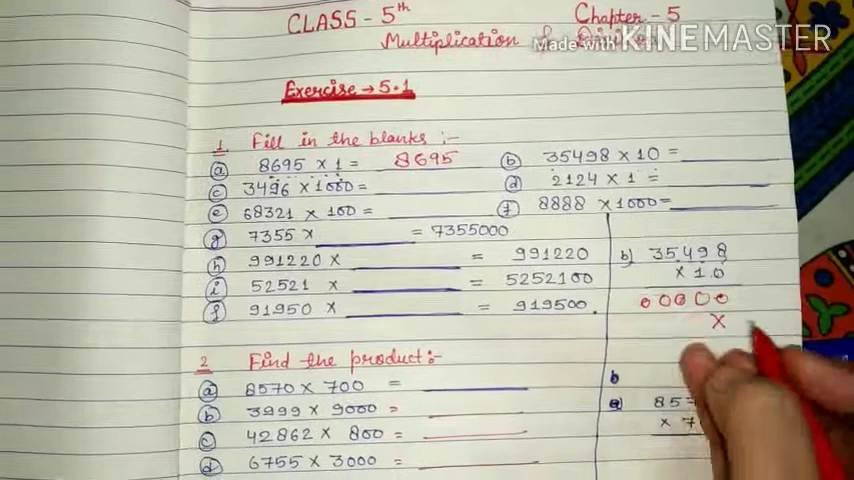 CLASS - 5th
Chapter - 5
Multiplication &
Made with KINEMASTER
Exercise → 5.1
1 Fill in the blanks :-
(a) 8695 × 1 = 8695
(b) 35498 × 10 =
(c) 3496 × 1000 =
(d) 2124 × 1 =
(e) 68321 × 100 =
(f) 8888 × 1000 =
(g) 7355 × = 7355000
(h) 991220 × = 991220
(i) 52521 × = 5252100
(j) 91950 × = 919500.
b) 35498
× 10
00000
×
2 Find the product :-
(a) 8570 × 700 =
(b) 3999 × 9000 =
(c) 42862 × 800 =
(d) 6755 × 3000 =
b
(a) 85
× 7